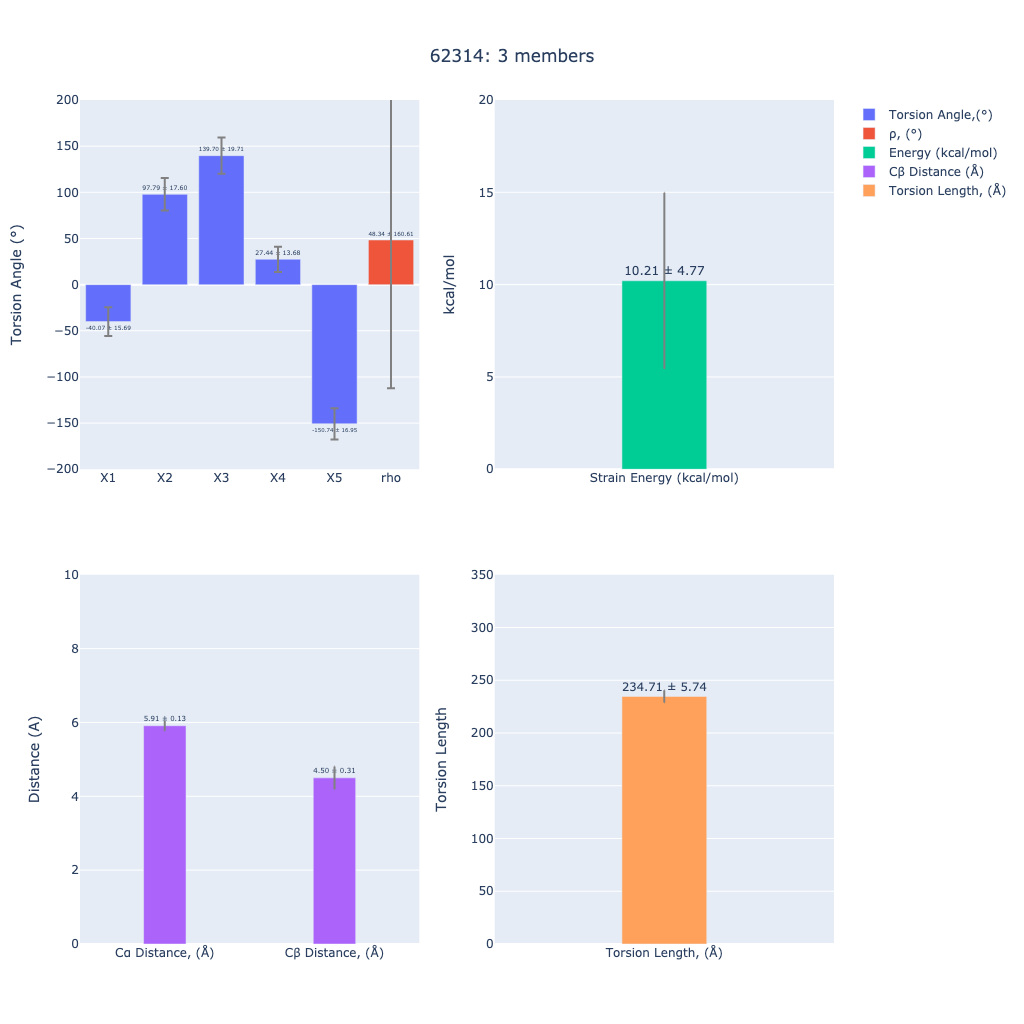 62314: 3 members
Torsion Angle (°)
200
150
100
50
0
−50
−100
−150
−200
-40.07 ± 15.69
97.79 ± 17.60
139.70 ± 19.71
27.44 ± 13.68
-150.74 ± 16.95
48.34 ± 160.61
X1
X2
X3
X4
X5
rho
kcal/mol
20
15
10
5
0
10.21 ± 4.77
Strain Energy (kcal/mol)
Torsion Angle,(°)
ρ, (°)
Energy (kcal/mol)
Cβ Distance (Å)
Torsion Length, (Å)
Distance (A)
10
8
6
4
2
0
5.91 ± 0.13
4.50 ± 0.31
Cα Distance, (Å)
Cβ Distance, (Å)
Torsion Length
350
300
250
200
150
100
50
0
234.71 ± 5.74
Torsion Length, (Å)